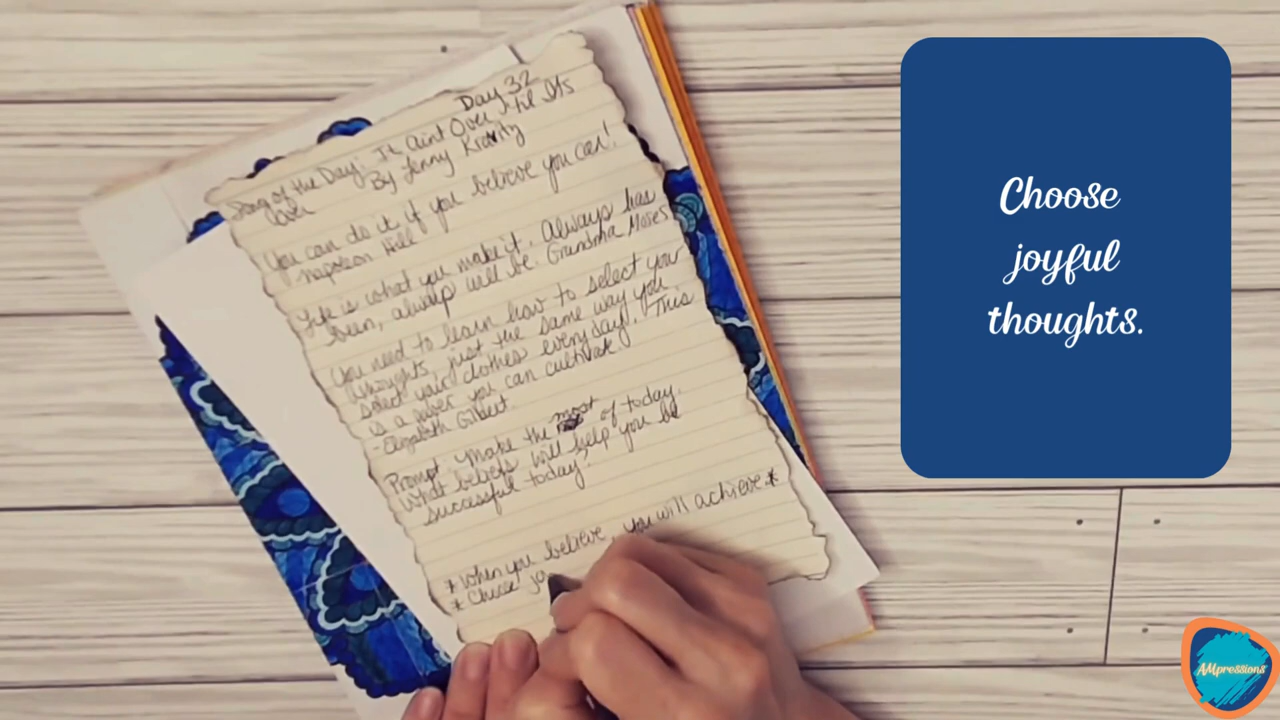 Day 32
Song of the Day: It Aint Over 'til Its
Over By Lenny Kravitz
You can do it if you believe you can!
Napoleon Hill
Life is what you make it. Always has
been, always will be. Grandma Moses
You need to learn how to select your
thoughts, just the same way you
select your clothes everyday. This
is a power you can cultivate.
-Elizabeth Gilbert
Prompt Make the most of today.
What beliefs will help you be
successful today?
*When you believe, you will achieve.*
* Choose jo
Choose
joyful
thoughts.
AMpressions